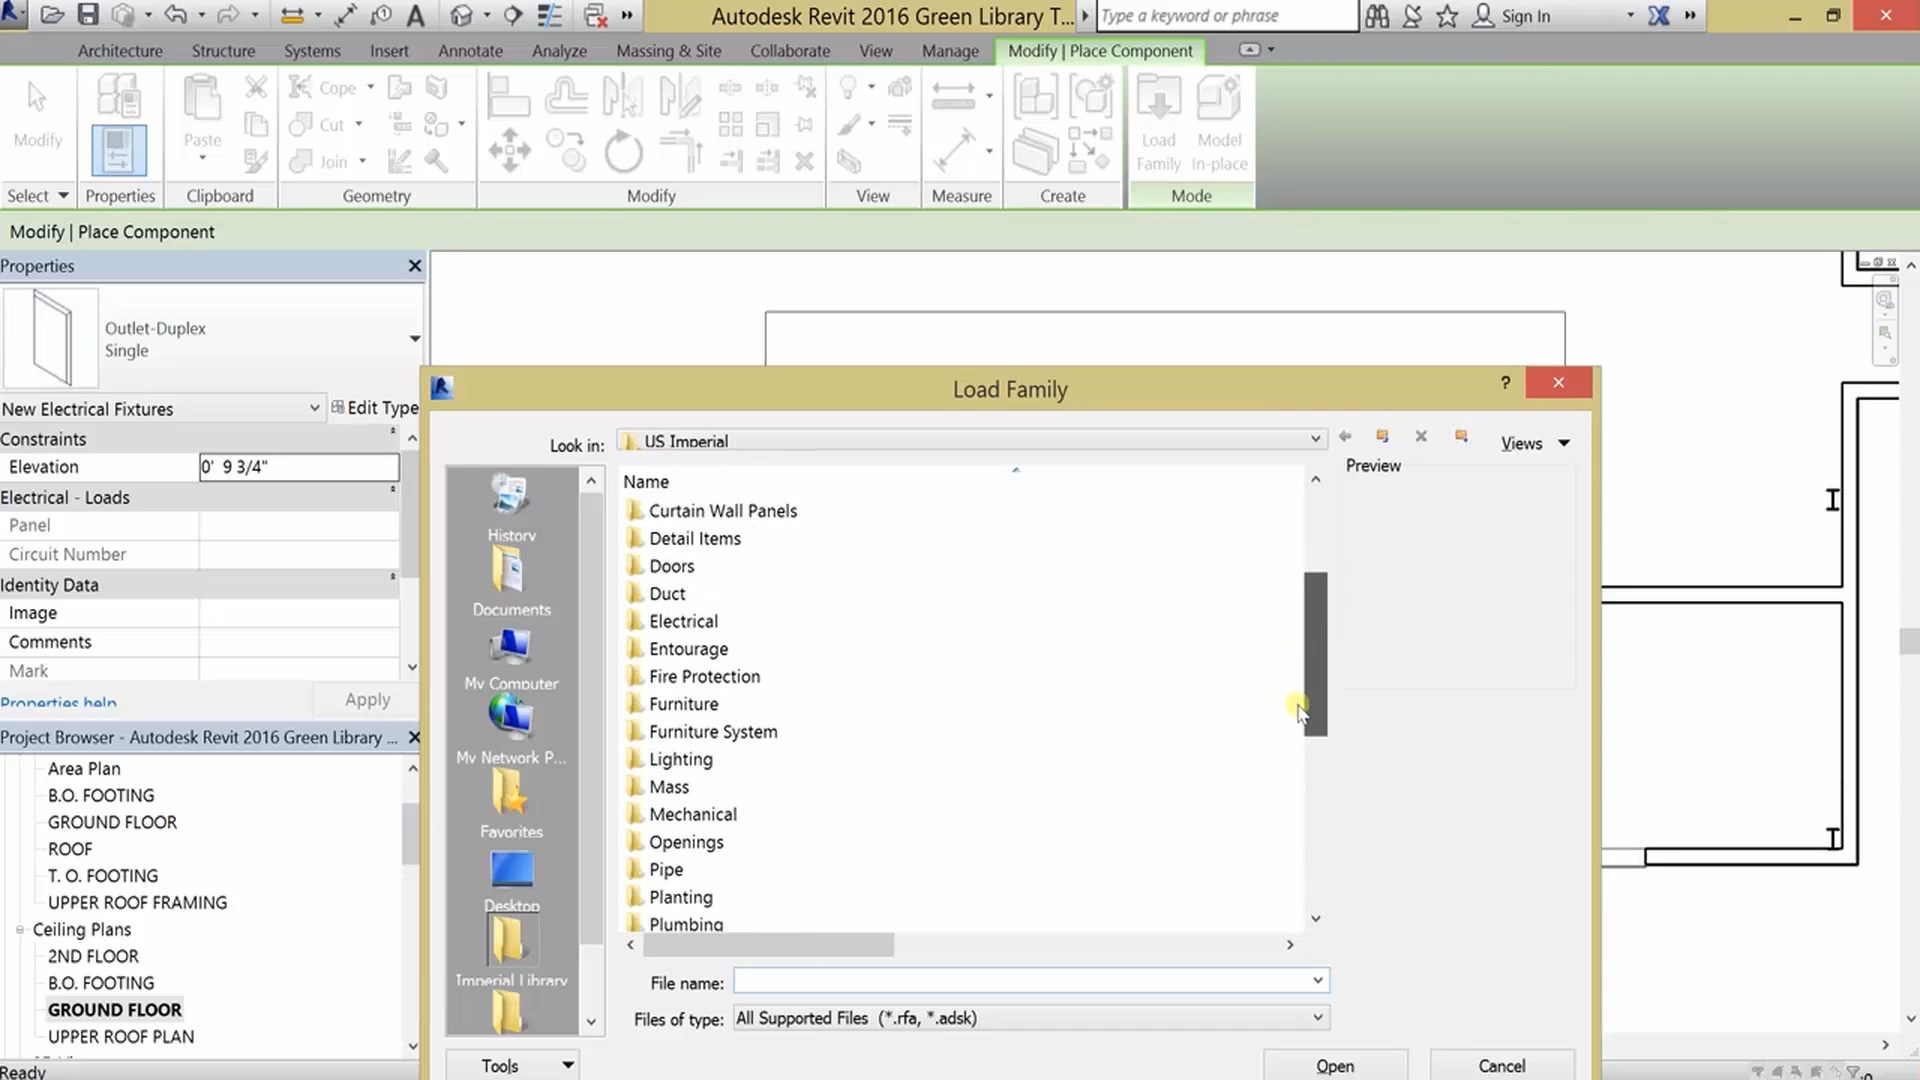 Autodesk Revit 2016 Green Library T...
Type a keyword or phrase
Sign In
Architecture
Structure
Systems
Insert
Annotate
Analyze
Massing & Site
Collaborate
View
Manage
Modify | Place Component
Modify
Paste
Cope
Cut
Join
Load
Family
Model
In-place
Select
Properties
Clipboard
Geometry
Modify
View
Measure
Create
Mode
Modify | Place Component
Properties
Outlet-Duplex
Single
New Electrical Fixtures
Edit Type
Constraints
Elevation
0' 9 3/4"
Electrical - Loads
Panel
Circuit Number
Identity Data
Image
Comments
Mark
Properties help
Apply
Project Browser - Autodesk Revit 2016 Green Library ...
Area Plan
B.O. FOOTING
GROUND FLOOR
ROOF
T. O. FOOTING
UPPER ROOF FRAMING
Ceiling Plans
2ND FLOOR
B.O. FOOTING
GROUND FLOOR
UPPER ROOF PLAN
Ready
Load Family
?
Look in:
US Imperial
Views
History
Documents
My Computer
My Network P...
Favorites
Desktop
Imperial Library
Name
Curtain Wall Panels
Detail Items
Doors
Duct
Electrical
Entourage
Fire Protection
Furniture
Furniture System
Lighting
Mass
Mechanical
Openings
Pipe
Planting
Plumbing
Preview
File name:
Files of type:
All Supported Files (*.rfa, *.adsk)
Tools
Open
Cancel
:0